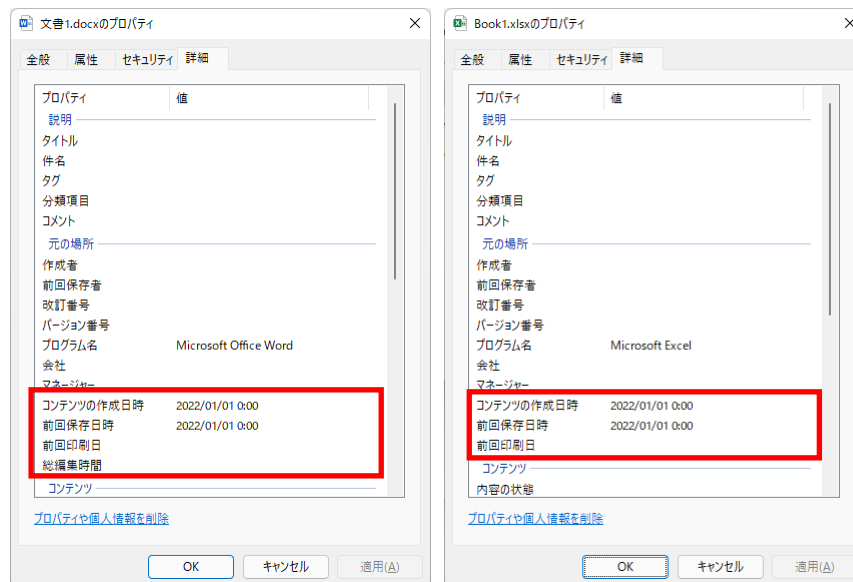 文書1.docxのプロパティ
全般 属性 セキュリティ 詳細
プロパティ 値
説明
タイトル
件名
タグ
分類項目
コメント
元の場所
作成者
前回保存者
改訂番号
バージョン番号
プログラム名 Microsoft Office Word
会社
マネージャー
コンテンツの作成日時 2022/01/01 0:00
前回保存日時 2022/01/01 0:00
前回印刷日
総編集時間
コンテンツ
プロパティや個人情報を削除
OK キャンセル 適用(A)
Book1.xlsxのプロパティ
全般 属性 セキュリティ 詳細
プロパティ 値
説明
タイトル
件名
タグ
分類項目
コメント
元の場所
作成者
前回保存者
改訂番号
バージョン番号
プログラム名 Microsoft Excel
会社
マネージャー
コンテンツの作成日時 2022/01/01 0:00
前回保存日時 2022/01/01 0:00
前回印刷日
コンテンツ
内容の状態
プロパティや個人情報を削除
OK キャンセル 適用(A)